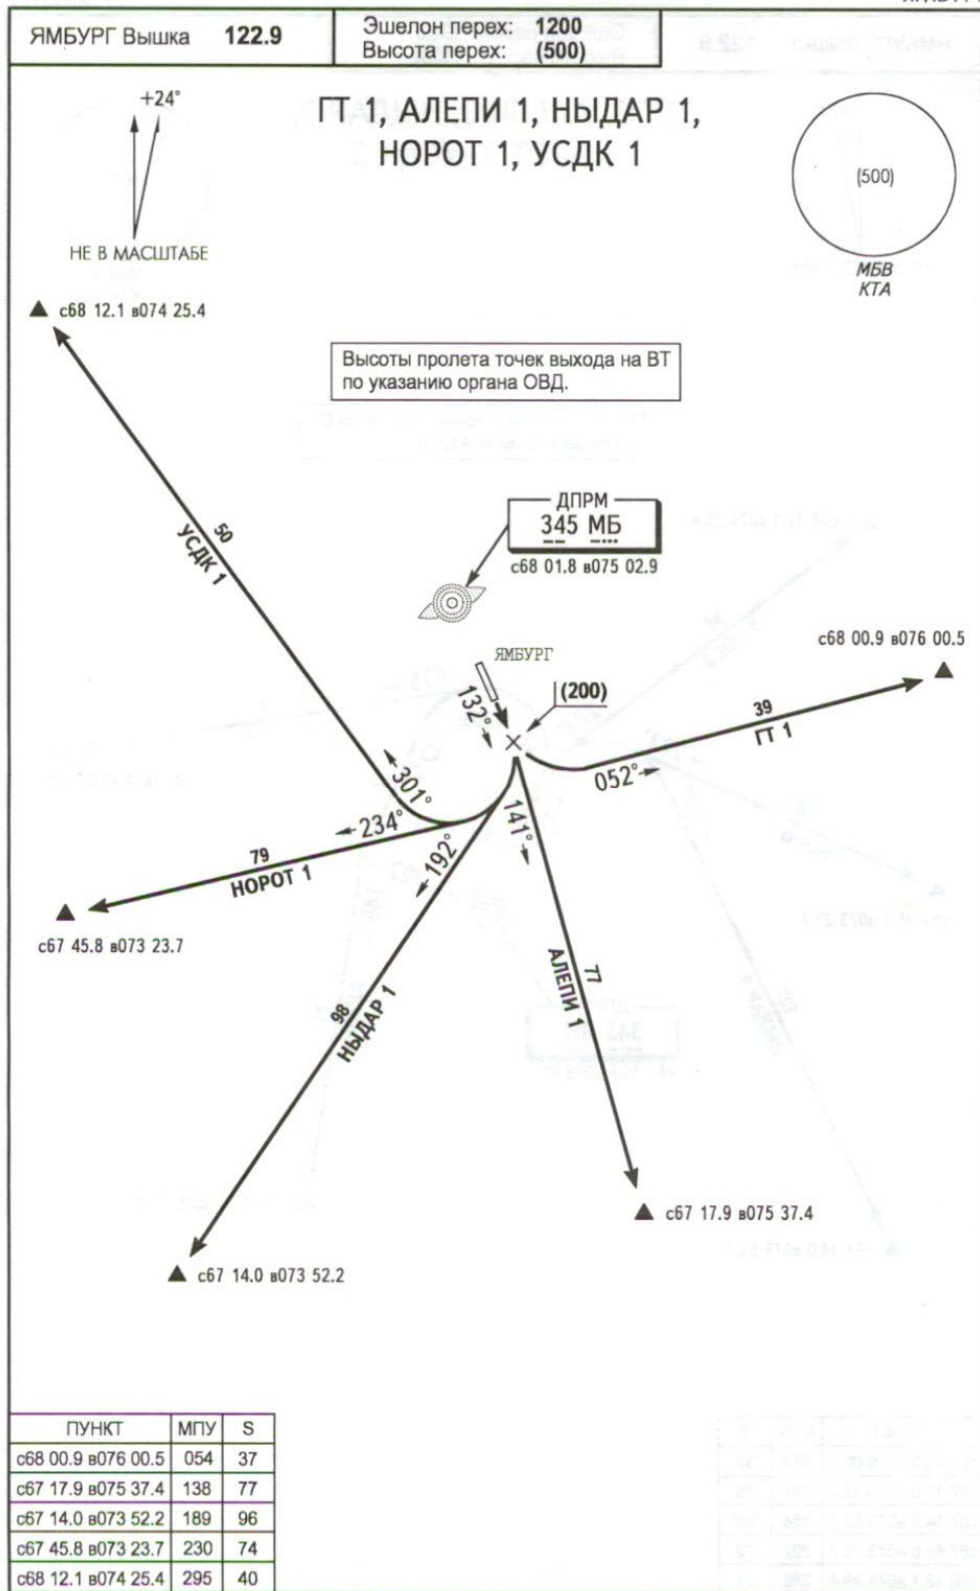 ЯМБУРГ Вышка 122.9
Эшелон перех: 1200
Высота перех: (500)
+24°
НЕ В МАСШТАБЕ
ГТ 1, АЛЕПИ 1, НЫДАР 1,
НОРОТ 1, УСДК 1
(500)
МБВ
КТА
с68 12.1 в074 25.4
Высоты пролета точек выхода на ВТ
по указанию органа ОВД.
ДПРМ
345 МБ
с68 01.8 в075 02.9
50
УСДК 1
ЯМБУРГ
132°
(200)
с68 00.9 в076 00.5
39
ГТ 1
052°
301°
234°
192°
141°
79
НОРОТ 1
с67 45.8 в073 23.7
98
НЫДАР 1
77
АЛЕПИ 1
с67 17.9 в075 37.4
с67 14.0 в073 52.2
ПУНКТ МПУ S
с68 00.9 в076 00.5 054 37
с67 17.9 в075 37.4 138 77
с67 14.0 в073 52.2 189 96
с67 45.8 в073 23.7 230 74
с68 12.1 в074 25.4 295 40